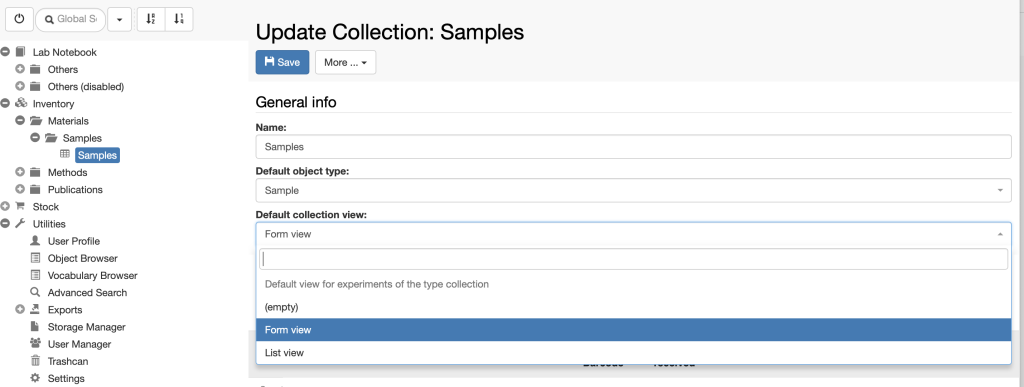 Global S
Lab Notebook
Others
Others (disabled)
Inventory
Materials
Samples
Samples
Methods
Publications
Stock
Utilities
User Profile
Object Browser
Vocabulary Browser
Advanced Search
Exports
Storage Manager
User Manager
Trashcan
Settings
Update Collection: Samples
Save
More ...
General info
Name:
Samples
Default object type:
Sample
Default collection view:
Form view
Default view for experiments of the type collection
(empty)
Form view
List view